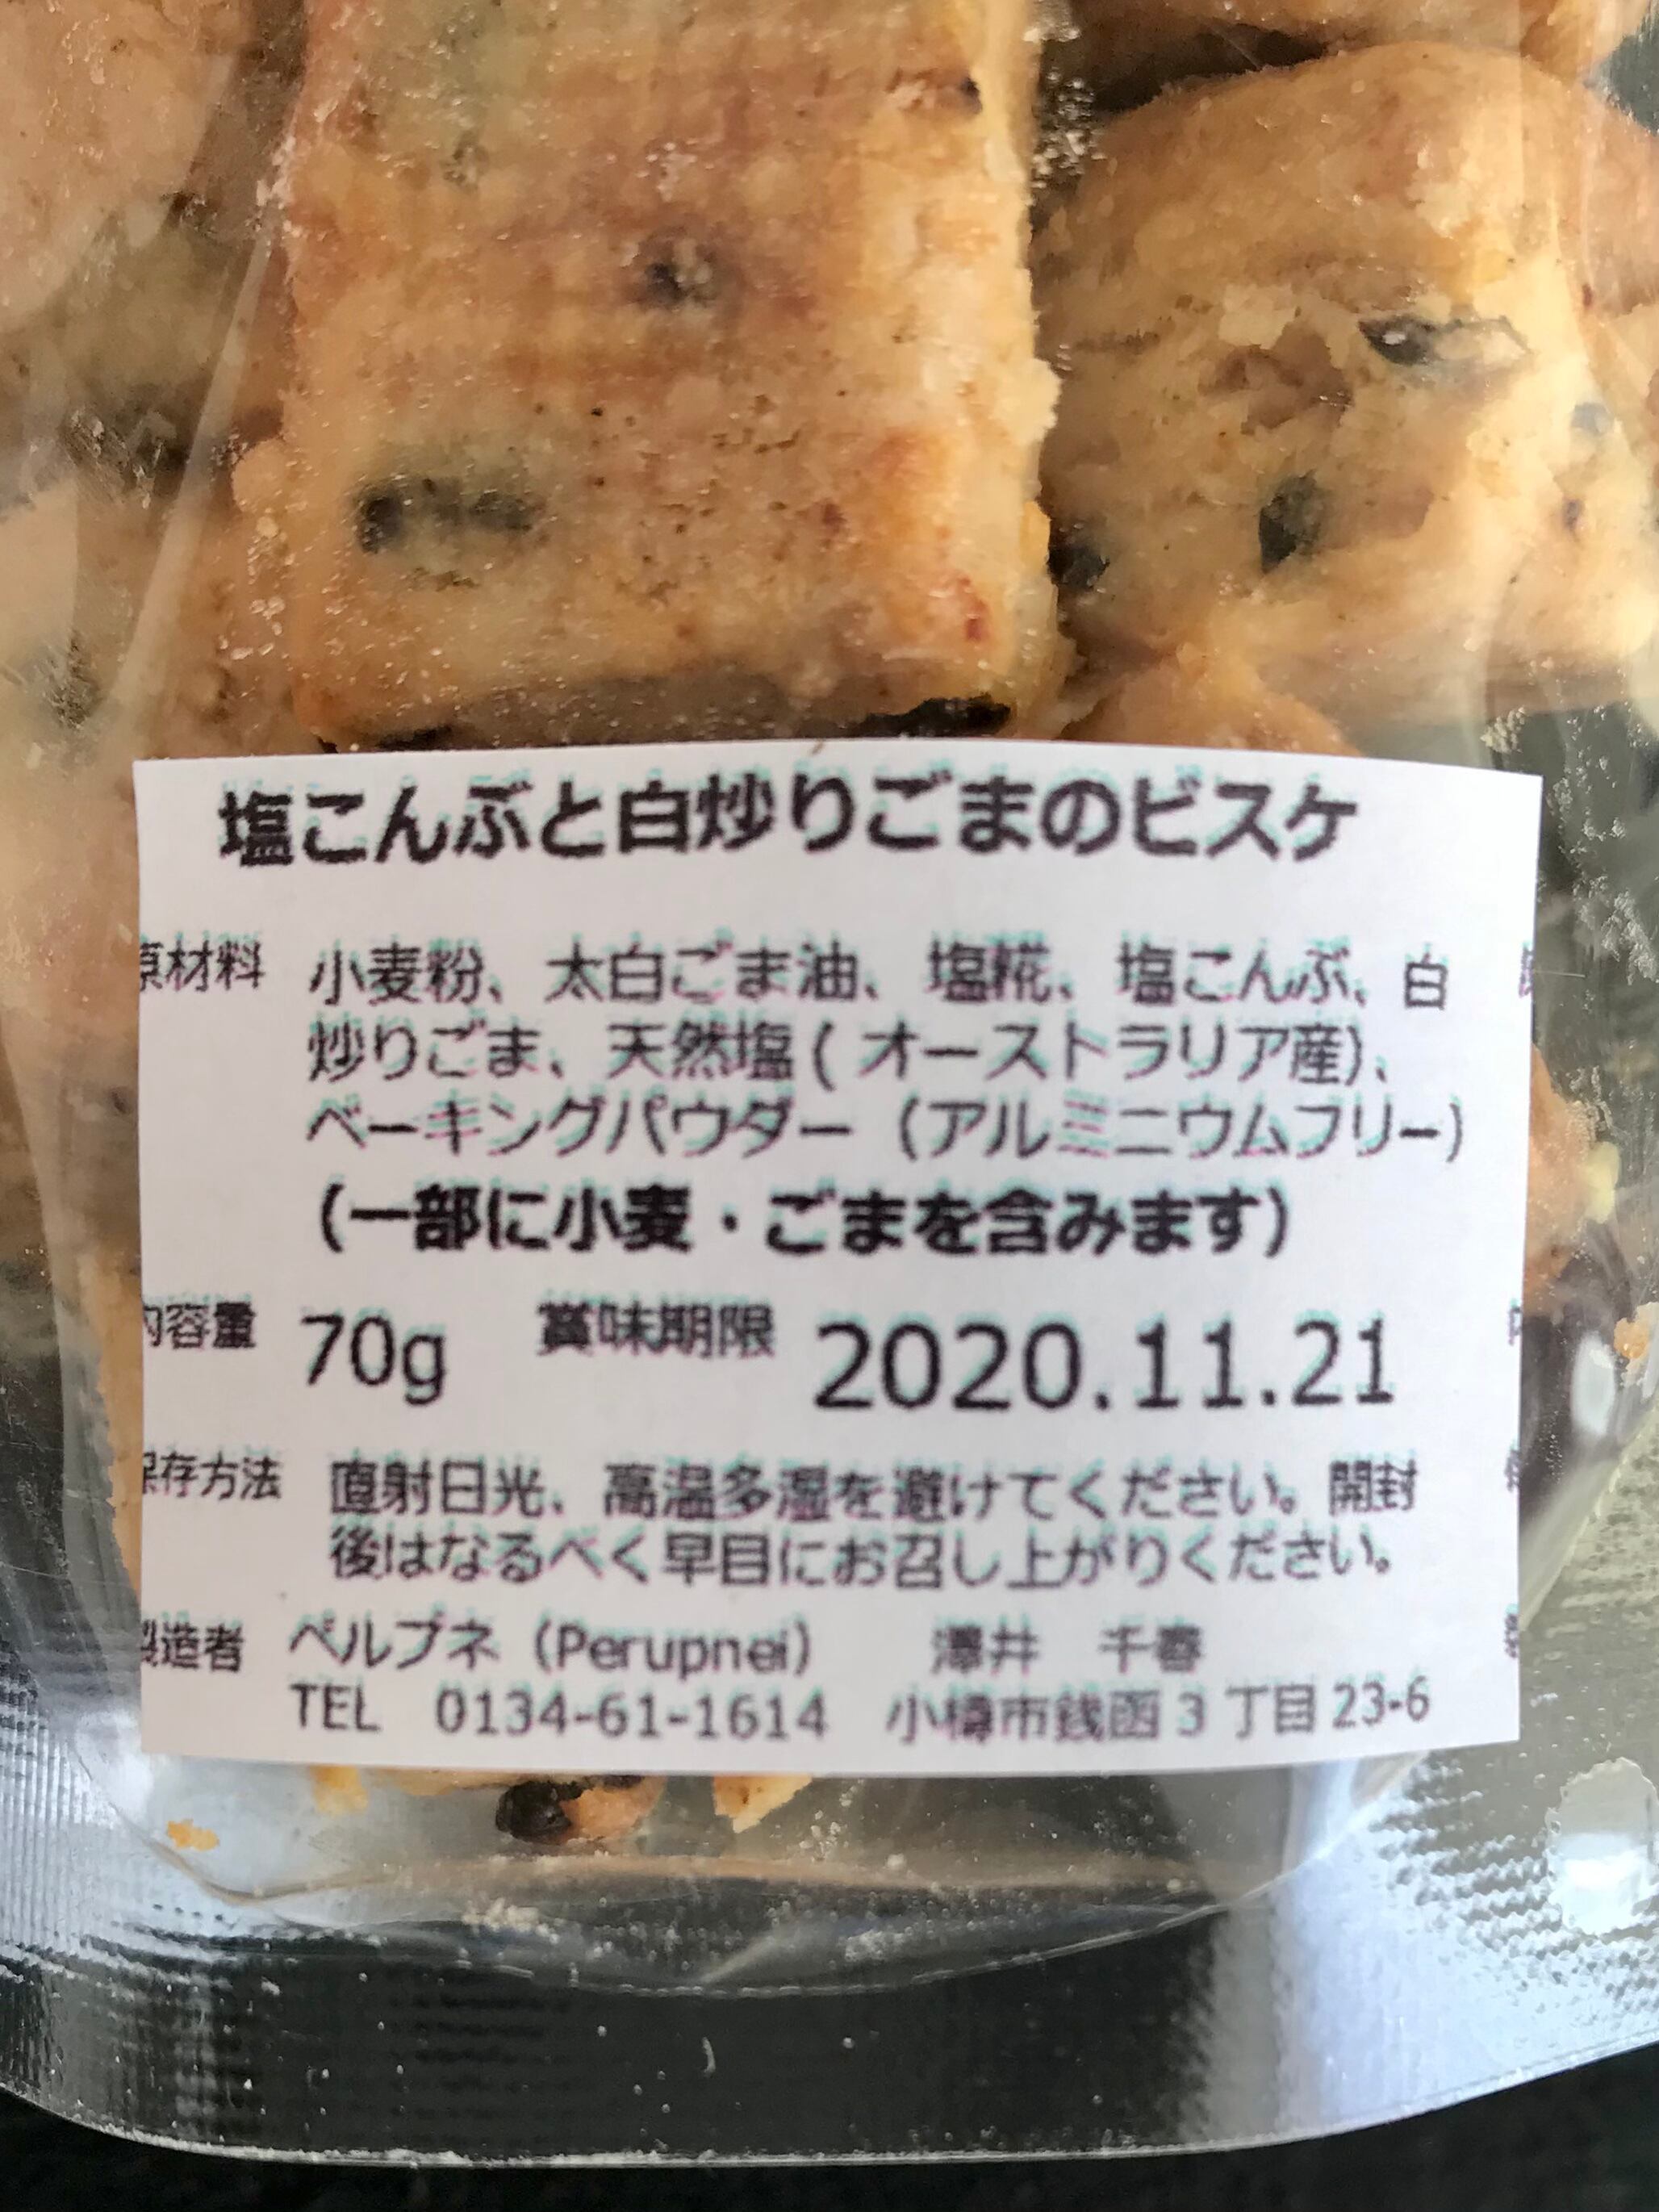 塩こんぶと白炒りごまのビスケ
原材料 小麦粉、太白ごま油、塩糀、塩こんぶ、白
炒りごま、天然塩( オーストラリア産)、
ベーキングパウダー（アルミニウムフリー）
（一部に小麦・ごまを含みます）
内容量 70g 賞味期限 2020.11.21
保存方法 直射日光、高温多湿を避けてください。開封
後はなるべく早目にお召し上がりください。
製造者 ペルプネ（Perupnei） 澤井 千春
TEL 0134-61-1614 小樽市銭函3丁目23-6